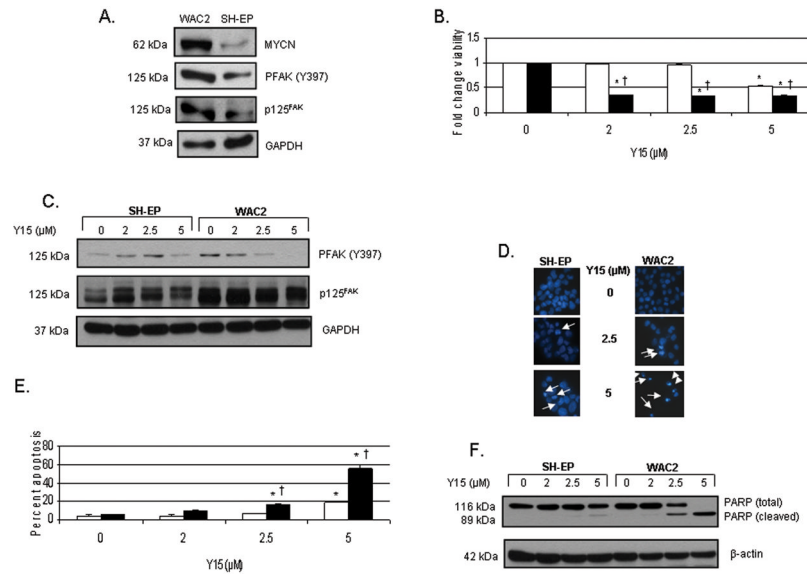 A.
WAC2 SH-EP
62 kDa MYCN
125 kDa PFAK (Y397)
125 kDa p125FAK
37 kDa GAPDH
B.
Fold change viability
1.5
1
0.5
0
* † * † * * †
0 2 2.5 5
Y15 (µM)
C.
SH-EP WAC2
Y15 (µM) 0 2 2.5 5 0 2 2.5 5
125 kDa PFAK (Y397)
125 kDa p125FAK
37 kDa GAPDH
D.
Y15 (µM)
SH-EP WAC2
0
2.5
5
E.
Percent apoptosis
80
60
40
20
0
* † * * †
0 2 2.5 5
Y15(µM)
F.
SH-EP WAC2
Y15 (µM) 0 2 2.5 5 0 2 2.5 5
116 kDa PARP (total)
89 kDa PARP (cleaved)
42 kDa β-actin